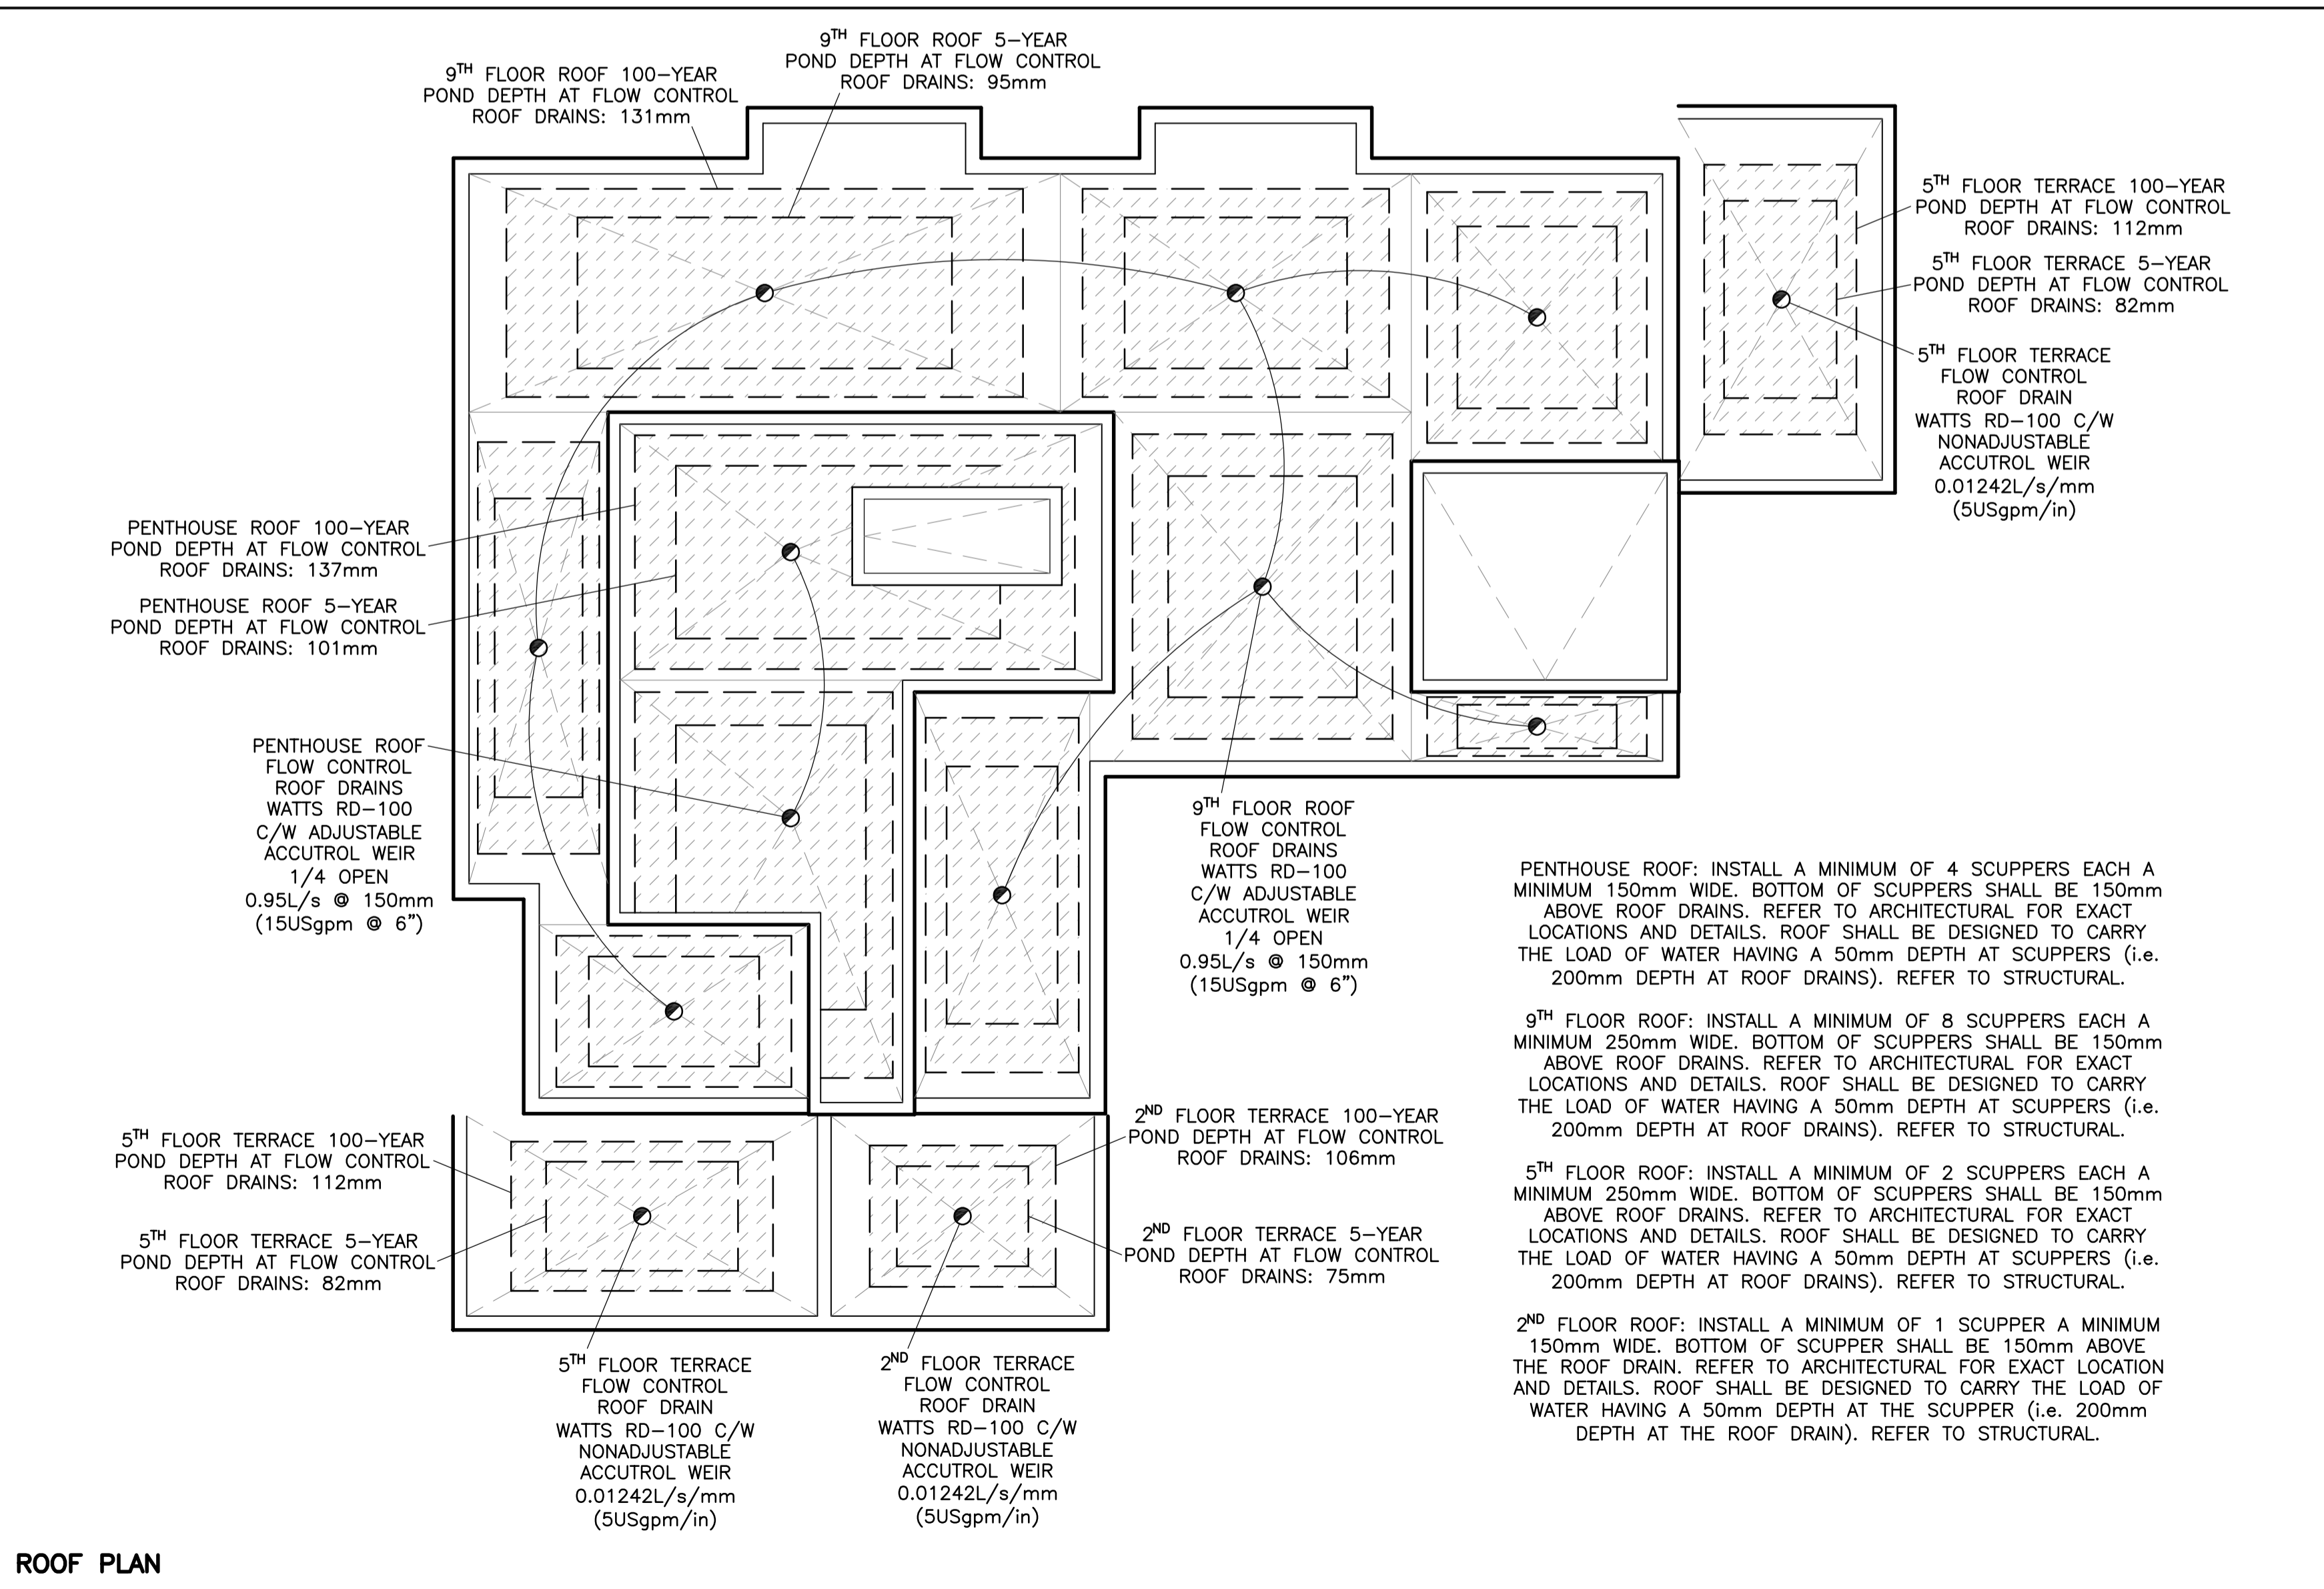 9TH FLOOR ROOF 5-YEAR
POND DEPTH AT FLOW CONTROL
ROOF DRAINS: 95mm
9TH FLOOR ROOF 100-YEAR
POND DEPTH AT FLOW CONTROL
ROOF DRAINS: 131mm
5TH FLOOR TERRACE 100-YEAR
POND DEPTH AT FLOW CONTROL
ROOF DRAINS: 112mm
5TH FLOOR TERRACE 5-YEAR
POND DEPTH AT FLOW CONTROL
ROOF DRAINS: 82mm
5TH FLOOR TERRACE
FLOW CONTROL
ROOF DRAIN
WATTS RD-100 C/W
NONADJUSTABLE
ACCUTROL WEIR
0.01242L/s/mm
(5USgpm/in)
PENTHOUSE ROOF 100-YEAR
POND DEPTH AT FLOW CONTROL
ROOF DRAINS: 137mm
PENTHOUSE ROOF 5-YEAR
POND DEPTH AT FLOW CONTROL
ROOF DRAINS: 101mm
PENTHOUSE ROOF
FLOW CONTROL
ROOF DRAINS
WATTS RD-100
C/W ADJUSTABLE
ACCUTROL WEIR
1/4 OPEN
0.95L/s @ 150mm
(15USgpm @ 6")
9TH FLOOR ROOF
FLOW CONTROL
ROOF DRAINS
WATTS RD-100
C/W ADJUSTABLE
ACCUTROL WEIR
1/4 OPEN
0.95L/s @ 150mm
(15USgpm @ 6")
PENTHOUSE ROOF: INSTALL A MINIMUM OF 4 SCUPPERS EACH A
MINIMUM 150mm WIDE. BOTTOM OF SCUPPERS SHALL BE 150mm
ABOVE ROOF DRAINS. REFER TO ARCHITECTURAL FOR EXACT
LOCATIONS AND DETAILS. ROOF SHALL BE DESIGNED TO CARRY
THE LOAD OF WATER HAVING A 50mm DEPTH AT SCUPPERS (i.e.
200mm DEPTH AT ROOF DRAINS). REFER TO STRUCTURAL.
9TH FLOOR ROOF: INSTALL A MINIMUM OF 8 SCUPPERS EACH A
MINIMUM 250mm WIDE. BOTTOM OF SCUPPERS SHALL BE 150mm
ABOVE ROOF DRAINS. REFER TO ARCHITECTURAL FOR EXACT
LOCATIONS AND DETAILS. ROOF SHALL BE DESIGNED TO CARRY
THE LOAD OF WATER HAVING A 50mm DEPTH AT SCUPPERS (i.e.
200mm DEPTH AT ROOF DRAINS). REFER TO STRUCTURAL.
5TH FLOOR ROOF: INSTALL A MINIMUM OF 2 SCUPPERS EACH A
MINIMUM 250mm WIDE. BOTTOM OF SCUPPERS SHALL BE 150mm
ABOVE ROOF DRAINS. REFER TO ARCHITECTURAL FOR EXACT
LOCATIONS AND DETAILS. ROOF SHALL BE DESIGNED TO CARRY
THE LOAD OF WATER HAVING A 50mm DEPTH AT SCUPPERS (i.e.
200mm DEPTH AT ROOF DRAINS). REFER TO STRUCTURAL.
2ND FLOOR ROOF: INSTALL A MINIMUM OF 1 SCUPPER A MINIMUM
150mm WIDE. BOTTOM OF SCUPPER SHALL BE 150mm ABOVE
THE ROOF DRAIN. REFER TO ARCHITECTURAL FOR EXACT LOCATION
AND DETAILS. ROOF SHALL BE DESIGNED TO CARRY THE LOAD OF
WATER HAVING A 50mm DEPTH AT THE SCUPPER (i.e. 200mm
DEPTH AT THE ROOF DRAIN). REFER TO STRUCTURAL.
2ND FLOOR TERRACE 100-YEAR
POND DEPTH AT FLOW CONTROL
ROOF DRAINS: 106mm
2ND FLOOR TERRACE 5-YEAR
POND DEPTH AT FLOW CONTROL
ROOF DRAINS: 75mm
5TH FLOOR TERRACE 100-YEAR
POND DEPTH AT FLOW CONTROL
ROOF DRAINS: 112mm
5TH FLOOR TERRACE 5-YEAR
POND DEPTH AT FLOW CONTROL
ROOF DRAINS: 82mm
5TH FLOOR TERRACE
FLOW CONTROL
ROOF DRAIN
WATTS RD-100 C/W
NONADJUSTABLE
ACCUTROL WEIR
0.01242L/s/mm
(5USgpm/in)
2ND FLOOR TERRACE
FLOW CONTROL
ROOF DRAIN
WATTS RD-100 C/W
NONADJUSTABLE
ACCUTROL WEIR
0.01242L/s/mm
(5USgpm/in)
ROOF PLAN